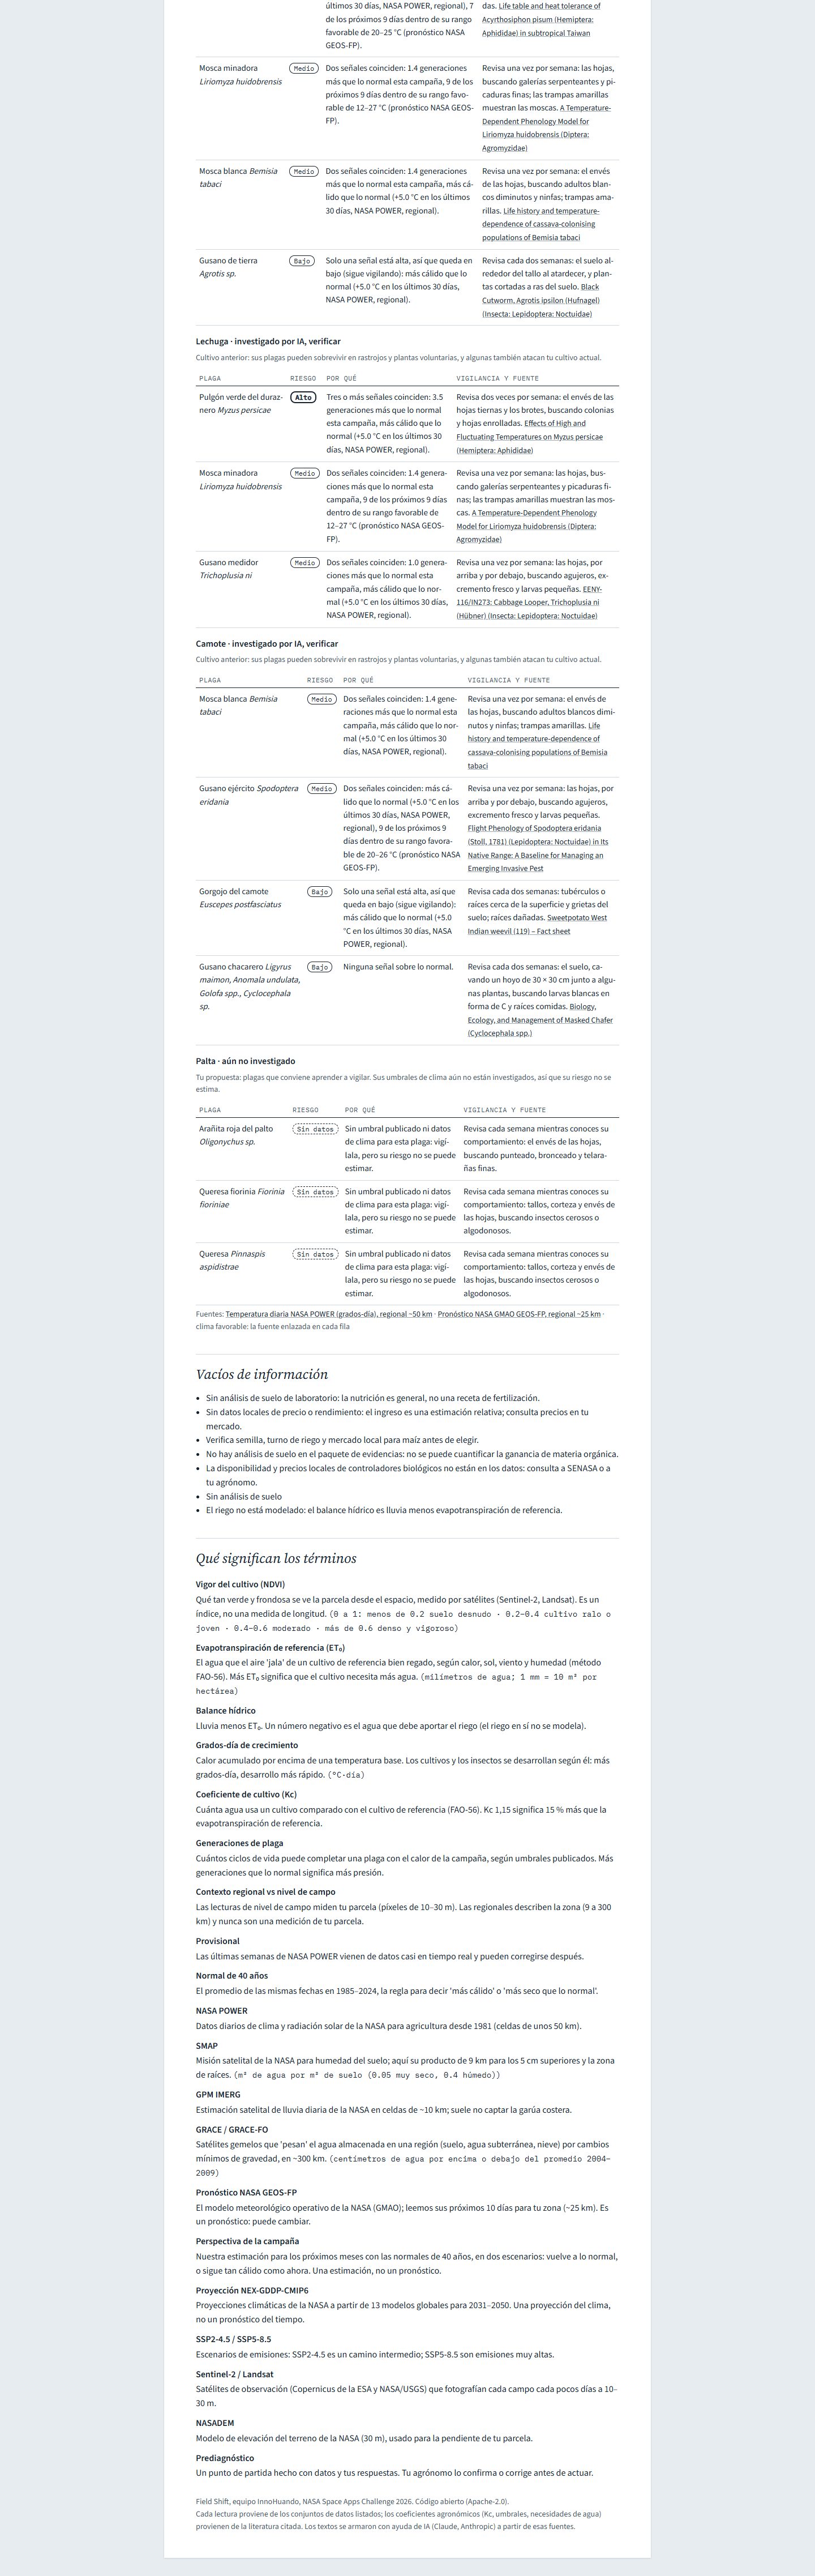 últimos 30 días, NASA POWER, regional), 7
de los próximos 9 días dentro de su rango
favorable de 20–25 °C (pronóstico NASA
GEOS-FP).
das. Life table and heat tolerance of
Acyrthosiphon pisum (Hemiptera:
Aphididae) in subtropical Taiwan
Mosca minadora
Liriomyza huidobrensis
Medio
Dos señales coinciden: 1.4 generaciones
más que lo normal esta campaña, 9 de los
próximos 9 días dentro de su rango favo-
rable de 12–27 °C (pronóstico NASA GEOS-
FP).
Revisa una vez por semana: las hojas,
buscando galerías serpenteantes y pi-
caduras finas; las trampas amarillas
muestran las moscas. A Temperature-
Dependent Phenology Model for
Liriomyza huidobrensis (Diptera:
Agromyzidae)
Mosca blanca Bemisia
tabaci
Medio
Dos señales coinciden: 1.4 generaciones
más que lo normal esta campaña, más cá-
lido que lo normal (+5.0 °C en los últimos
30 días, NASA POWER, regional).
Revisa una vez por semana: el envés
de las hojas, buscando adultos blan-
cos diminutos y ninfas; trampas ama-
rillas. Life history and temperature-
dependence of cassava-colonising
populations of Bemisia tabaci
Gusano de tierra
Agrotis sp.
Bajo
Solo una señal está alta, así que queda en
bajo (sigue vigilando): más cálido que lo
normal (+5.0 °C en los últimos 30 días,
NASA POWER, regional).
Revisa cada dos semanas: el suelo al-
rededor del tallo al atardecer, y plan-
tas cortadas a ras del suelo. Black
Cutworm, Agrotis ipsilon (Hufnagel)
(Insecta: Lepidoptera: Noctuidae)
Lechuga · investigado por IA, verificar
Cultivo anterior: sus plagas pueden sobrevivir en rastrojos y plantas voluntarias, y algunas también atacan tu cultivo actual.
PLAGA RIESGO POR QUÉ VIGILANCIA Y FUENTE
Pulgón verde del duraz-
nero Myzus persicae
Alto
Tres o más señales coinciden: 3.5
generaciones más que lo normal
esta campaña, más cálido que lo
normal (+5.0 °C en los últimos 30
días, NASA POWER, regional).
Revisa dos veces por semana: el envés de las
hojas tiernas y los brotes, buscando colonias
y hojas enrolladas. Effects of High and
Fluctuating Temperatures on Myzus persicae
(Hemiptera: Aphididae)
Mosca minadora
Liriomyza huidobrensis
Medio
Dos señales coinciden: 1.4 genera-
ciones más que lo normal esta
campaña, 9 de los próximos 9 días
dentro de su rango favorable de
12–27 °C (pronóstico NASA GEOS-
FP).
Revisa una vez por semana: las hojas, bus-
cando galerías serpenteantes y picaduras fi-
nas; las trampas amarillas muestran las mos-
cas. A Temperature-Dependent Phenology
Model for Liriomyza huidobrensis (Diptera:
Agromyzidae)
Gusano medidor
Trichoplusia ni
Medio
Dos señales coinciden: 1.0 genera-
ciones más que lo normal esta
campaña, más cálido que lo nor-
mal (+5.0 °C en los últimos 30 días,
NASA POWER, regional).
Revisa una vez por semana: las hojas, por
arriba y por debajo, buscando agujeros, ex-
cremento fresco y larvas pequeñas. EENY-
116/IN273: Cabbage Looper, Trichoplusia ni
(Hübner) (Insecta: Lepidoptera: Noctuidae)
Camote · investigado por IA, verificar
Cultivo anterior: sus plagas pueden sobrevivir en rastrojos y plantas voluntarias, y algunas también atacan tu cultivo actual.
PLAGA RIESGO POR QUÉ VIGILANCIA Y FUENTE
Mosca blanca Bemisia
tabaci
Medio
Dos señales coinciden: 1.4 gene-
raciones más que lo normal esta
campaña, más cálido que lo nor-
mal (+5.0 °C en los últimos 30
días, NASA POWER, regional).
Revisa una vez por semana: el envés de
las hojas, buscando adultos blancos dimi-
nutos y ninfas; trampas amarillas. Life
history and temperature-dependence of
cassava-colonising populations of Bemisia
tabaci
Gusano ejército Spodoptera
eridania
Medio
Dos señales coinciden: más cá-
lido que lo normal (+5.0 °C en los
últimos 30 días, NASA POWER,
regional), 9 de los próximos 9
días dentro de su rango favora-
ble de 20–26 °C (pronóstico NASA
GEOS-FP).
Revisa una vez por semana: las hojas, por
arriba y por debajo, buscando agujeros,
excremento fresco y larvas pequeñas.
Flight Phenology of Spodoptera eridania
(Stoll, 1781) (Lepidoptera: Noctuidae) in Its
Native Range: A Baseline for Managing an
Emerging Invasive Pest
Gorgojo del camote
Euscepes postfasciatus
Bajo
Solo una señal está alta, así que
queda en bajo (sigue vigilando):
más cálido que lo normal (+5.0
°C en los últimos 30 días, NASA
POWER, regional).
Revisa cada dos semanas: tubérculos o
raíces cerca de la superficie y grietas del
suelo; raíces dañadas. Sweetpotato West
Indian weevil (119) – Fact sheet
Gusano chacarero Ligyrus
maimon, Anomala undulata,
Golofa spp., Cyclocephala
sp.
Bajo
Ninguna señal sobre lo normal.
Revisa cada dos semanas: el suelo, ca-
vando un hoyo de 30 × 30 cm junto a algu-
nas plantas, buscando larvas blancas en
forma de C y raíces comidas. Biology,
Ecology, and Management of Masked Chafer
(Cyclocephala spp.)
Palta · aún no investigado
Tu propuesta: plagas que conviene aprender a vigilar. Sus umbrales de clima aún no están investigados, así que su riesgo no se
estima.
PLAGA RIESGO POR QUÉ VIGILANCIA Y FUENTE
Arañita roja del palto
Oligonychus sp.
Sin datos
Sin umbral publicado ni datos
de clima para esta plaga: vigí-
lala, pero su riesgo no se puede
estimar.
Revisa cada semana mientras conoces su
comportamiento: el envés de las hojas,
buscando punteado, bronceado y telara-
ñas finas.
Queresa fiorinia Fiorinia
fioriniae
Sin datos
Sin umbral publicado ni datos
de clima para esta plaga: vigí-
lala, pero su riesgo no se puede
estimar.
Revisa cada semana mientras conoces su
comportamiento: tallos, corteza y envés de
las hojas, buscando insectos cerosos o
algodonosos.
Queresa Pinnaspis
aspidistrae
Sin datos
Sin umbral publicado ni datos
de clima para esta plaga: vigí-
lala, pero su riesgo no se puede
estimar.
Revisa cada semana mientras conoces su
comportamiento: tallos, corteza y envés de
las hojas, buscando insectos cerosos o
algodonosos.
Fuentes: Temperatura diaria NASA POWER (grados-día), regional ~50 km · Pronóstico NASA GMAO GEOS-FP, regional ~25 km ·
clima favorable: la fuente enlazada en cada fila
Vacíos de información
• Sin análisis de suelo de laboratorio: la nutrición es general, no una receta de fertilización.
• Sin datos locales de precio o rendimiento: el ingreso es una estimación relativa; consulta precios en tu
mercado.
• Verifica semilla, turno de riego y mercado local para maíz antes de elegir.
• No hay análisis de suelo en el paquete de evidencias: no se puede cuantificar la ganancia de materia orgánica.
• La disponibilidad y precios locales de controladores biológicos no están en los datos: consulta a SENASA o a
tu agrónomo.
• Sin análisis de suelo
• El riego no está modelado: el balance hídrico es lluvia menos evapotranspiración de referencia.
Qué significan los términos
Vigor del cultivo (NDVI)
Qué tan verde y frondosa se ve la parcela desde el espacio, medido por satélites (Sentinel-2, Landsat). Es un
índice, no una medida de longitud. (0 a 1: menos de 0.2 suelo desnudo · 0.2–0.4 cultivo ralo o
joven · 0.4–0.6 moderado · más de 0.6 denso y vigoroso)
Evapotranspiración de referencia (ET₀)
El agua que el aire 'jala' de un cultivo de referencia bien regado, según calor, sol, viento y humedad (método
FAO-56). Más ET₀ significa que el cultivo necesita más agua. (milímetros de agua; 1 mm = 10 m³ por
hectárea)
Balance hídrico
Lluvia menos ET₀. Un número negativo es el agua que debe aportar el riego (el riego en sí no se modela).
Grados-día de crecimiento
Calor acumulado por encima de una temperatura base. Los cultivos y los insectos se desarrollan según él: más
grados-día, desarrollo más rápido. (°C·día)
Coeficiente de cultivo (Kc)
Cuánta agua usa un cultivo comparado con el cultivo de referencia (FAO-56). Kc 1,15 significa 15 % más que la
evapotranspiración de referencia.
Generaciones de plaga
Cuántos ciclos de vida puede completar una plaga con el calor de la campaña, según umbrales publicados. Más
generaciones que lo normal significa más presión.
Contexto regional vs nivel de campo
Las lecturas de nivel de campo miden tu parcela (píxeles de 10–30 m). Las regionales describen la zona (9 a 300
km) y nunca son una medición de tu parcela.
Provisional
Las últimas semanas de NASA POWER vienen de datos casi en tiempo real y pueden corregirse después.
Normal de 40 años
El promedio de las mismas fechas en 1985–2024, la regla para decir 'más cálido' o 'más seco que lo normal'.
NASA POWER
Datos diarios de clima y radiación solar de la NASA para agricultura desde 1981 (celdas de unos 50 km).
SMAP
Misión satelital de la NASA para humedad del suelo; aquí su producto de 9 km para los 5 cm superiores y la zona
de raíces. (m³ de agua por m³ de suelo (0.05 muy seco, 0.4 húmedo))
GPM IMERG
Estimación satelital de lluvia diaria de la NASA en celdas de ~10 km; suele no captar la garúa costera.
GRACE / GRACE-FO
Satélites gemelos que 'pesan' el agua almacenada en una región (suelo, agua subterránea, nieve) por cambios
mínimos de gravedad, en ~300 km. (centímetros de agua por encima o debajo del promedio 2004–
2009)
Pronóstico NASA GEOS-FP
El modelo meteorológico operativo de la NASA (GMAO); leemos sus próximos 10 días para tu zona (~25 km). Es
un pronóstico: puede cambiar.
Perspectiva de la campaña
Nuestra estimación para los próximos meses con las normales de 40 años, en dos escenarios: vuelve a lo normal,
o sigue tan cálido como ahora. Una estimación, no un pronóstico.
Proyección NEX-GDDP-CMIP6
Proyecciones climáticas de la NASA a partir de 13 modelos globales para 2031–2050. Una proyección del clima,
no un pronóstico del tiempo.
SSP2-4.5 / SSP5-8.5
Escenarios de emisiones: SSP2-4.5 es un camino intermedio; SSP5-8.5 son emisiones muy altas.
Sentinel-2 / Landsat
Satélites de observación (Copernicus de la ESA y NASA/USGS) que fotografían cada campo cada pocos días a 10–
30 m.
NASADEM
Modelo de elevación del terreno de la NASA (30 m), usado para la pendiente de tu parcela.
Prediagnóstico
Un punto de partida hecho con datos y tus respuestas. Tu agrónomo lo confirma o corrige antes de actuar.
Field Shift, equipo InnoHuando, NASA Space Apps Challenge 2026. Código abierto (Apache-2.0).
Cada lectura proviene de los conjuntos de datos listados; los coeficientes agronómicos (Kc, umbrales, necesidades de agua)
provienen de la literatura citada. Los textos se armaron con ayuda de IA (Claude, Anthropic) a partir de esas fuentes.